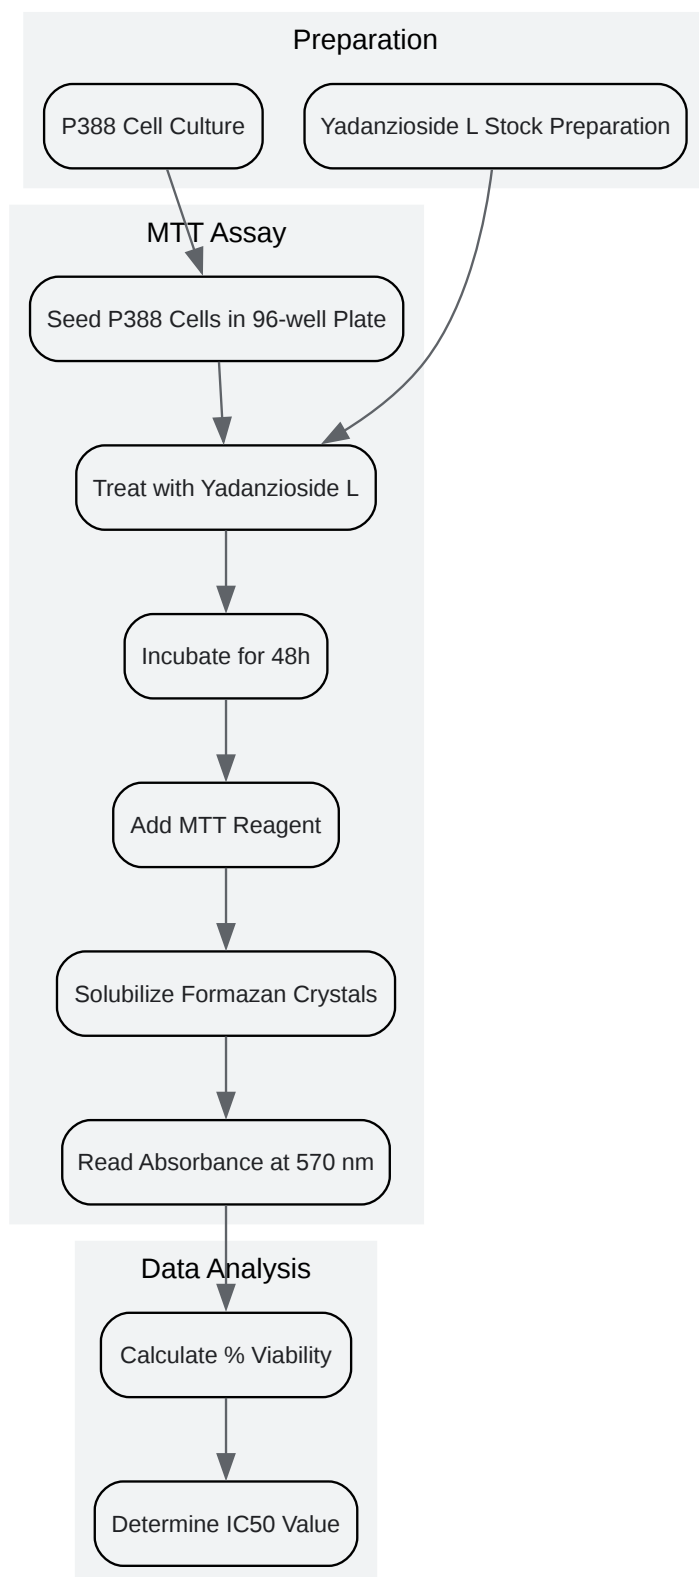 Preparation
P388 Cell Culture
Yadanzioside L Stock Preparation
MTT Assay
Seed P388 Cells in 96-well Plate
Treat with Yadanzioside L
Incubate for 48h
Add MTT Reagent
Solubilize Formazan Crystals
Read Absorbance at 570 nm
Data Analysis
Calculate % Viability
Determine IC50 Value